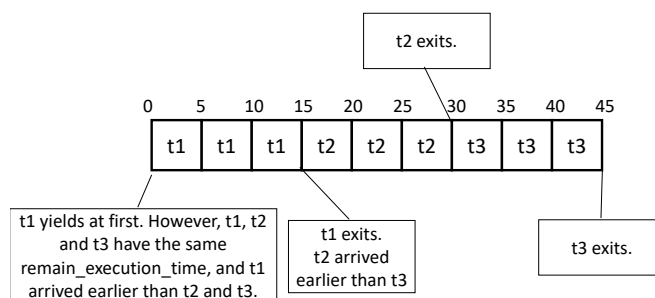 t2 exits.
0 5 10 15 20 25 30 35 40 45
t1 t1 t1 t2 t2 t2 t3 t3 t3
t1 yields at first. However, t1, t2
and t3 have the same
remain_execution_time, and t1
arrived earlier than t2 and t3.
t1 exits.
t2 arrived
earlier than t3
t3 exits.